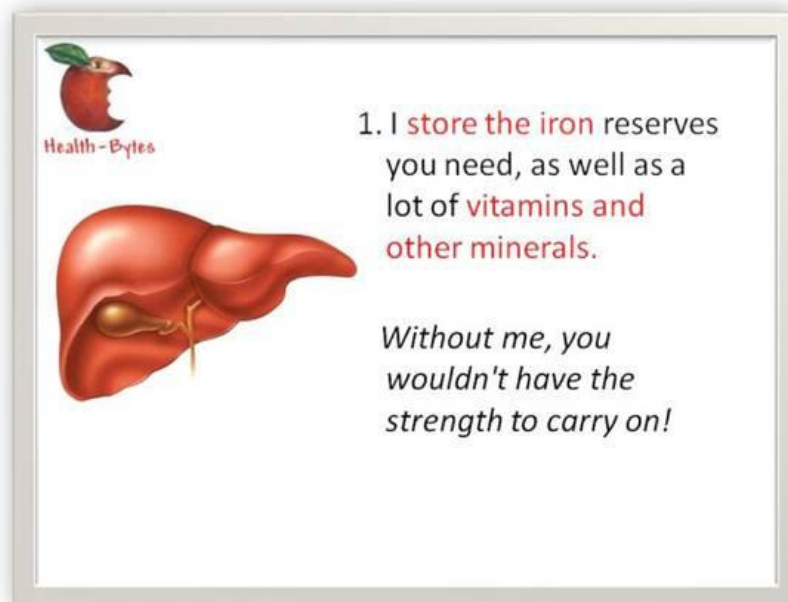 Health-Bytes
1. I store the iron reserves
you need, as well as a
lot of vitamins and
other minerals.
Without me, you
wouldn't have the
strength to carry on!